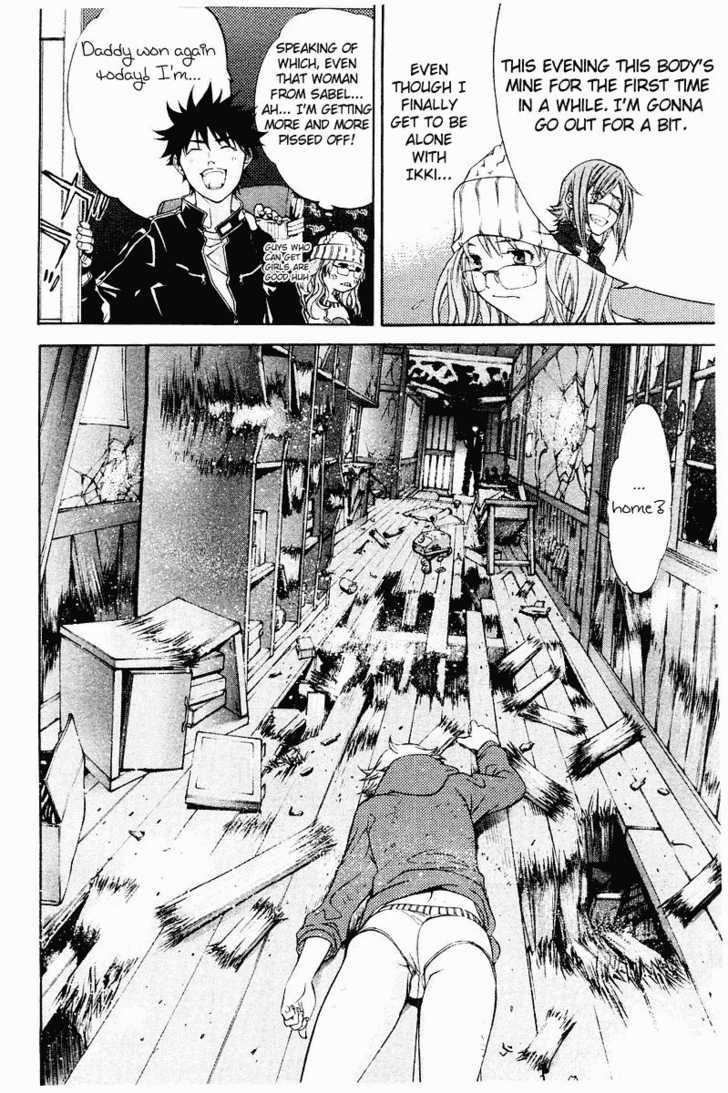 THIS EVENING THIS BODY'S
MINE FOR THE FIRST TIME
IN A WHILE. I'M GONNA
GO OUT FOR A BIT.
EVEN
THOUGH I
FINALLY
GET TO BE
ALONE
WITH
IKKI...
SPEAKING OF
WHICH, EVEN
THAT WOMAN
FROM SABEL...
AH... I'M GETTING
MORE AND MORE
PISSED OFF!
GUYS WHO
CAN GET
GIRLS ARE
GOOD HUH
Daddy won again
today! I'm...
...
home?